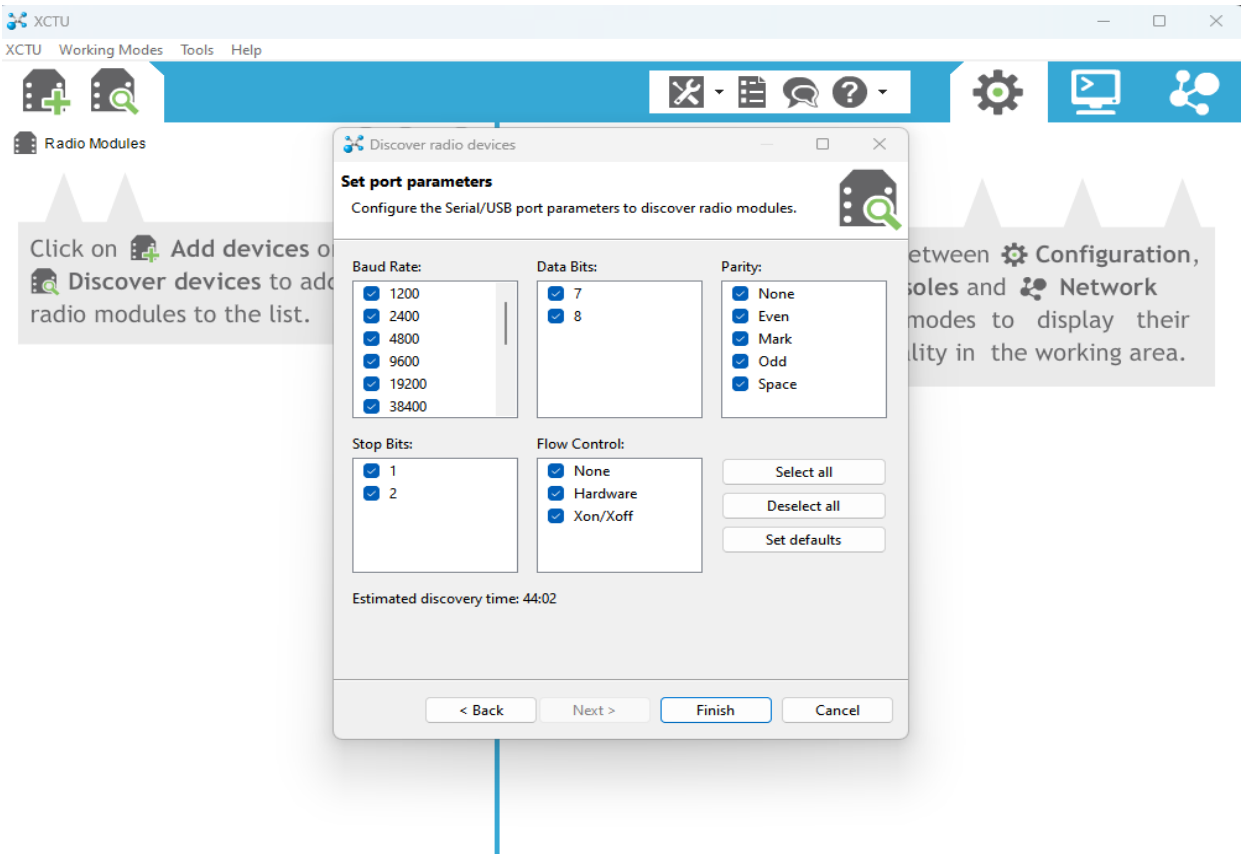 XCTU
XCTU Working Modes Tools Help
Radio Modules
Click on Add devices o
Discover devices to add
radio modules to the list.
Discover radio devices
Set port parameters
Configure the Serial/USB port parameters to discover radio modules.
Baud Rate:
1200
2400
4800
9600
19200
38400
Data Bits:
7
8
Parity:
None
Even
Mark
Odd
Space
Stop Bits:
1
2
Flow Control:
None
Hardware
Xon/Xoff
Select all
Deselect all
Set defaults
Estimated discovery time: 44:02
< Back
Next >
Finish
Cancel
etween Configuration,
soles and Network
modes to display their
lity in the working area.